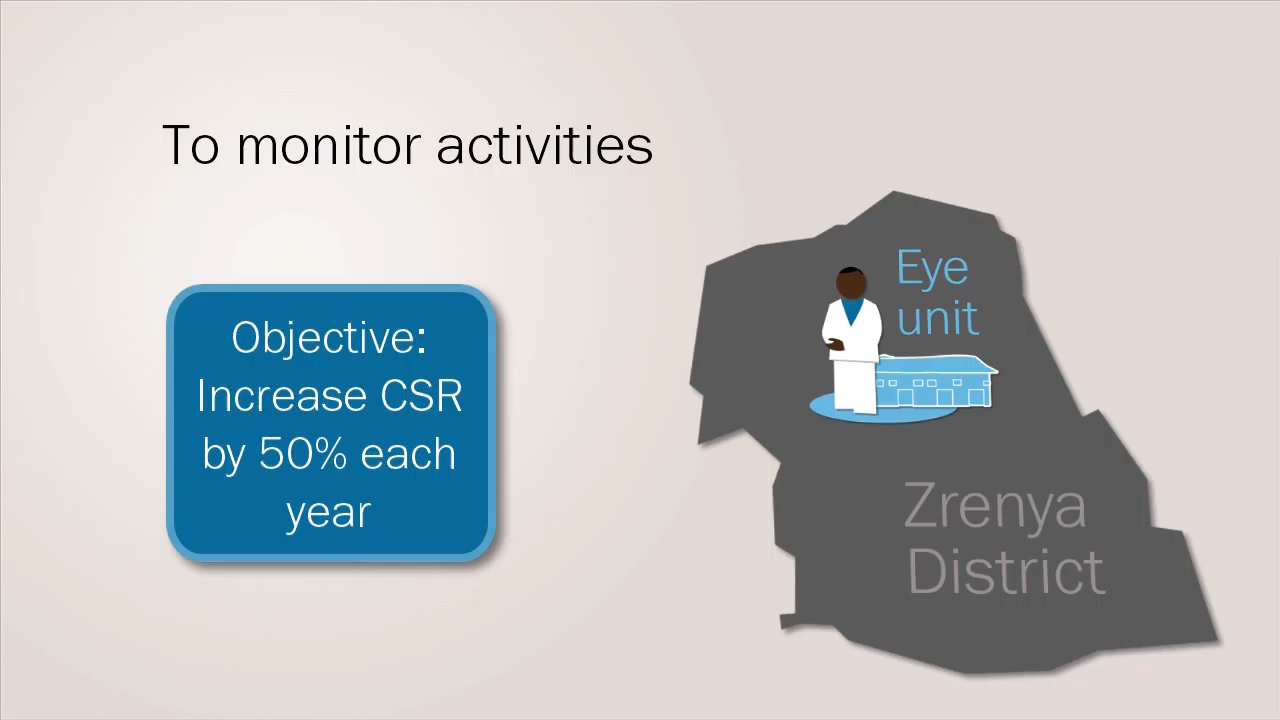 To monitor activities
Objective:
Increase CSR
by 50% each
year
Eye
unit
Zrenya
District